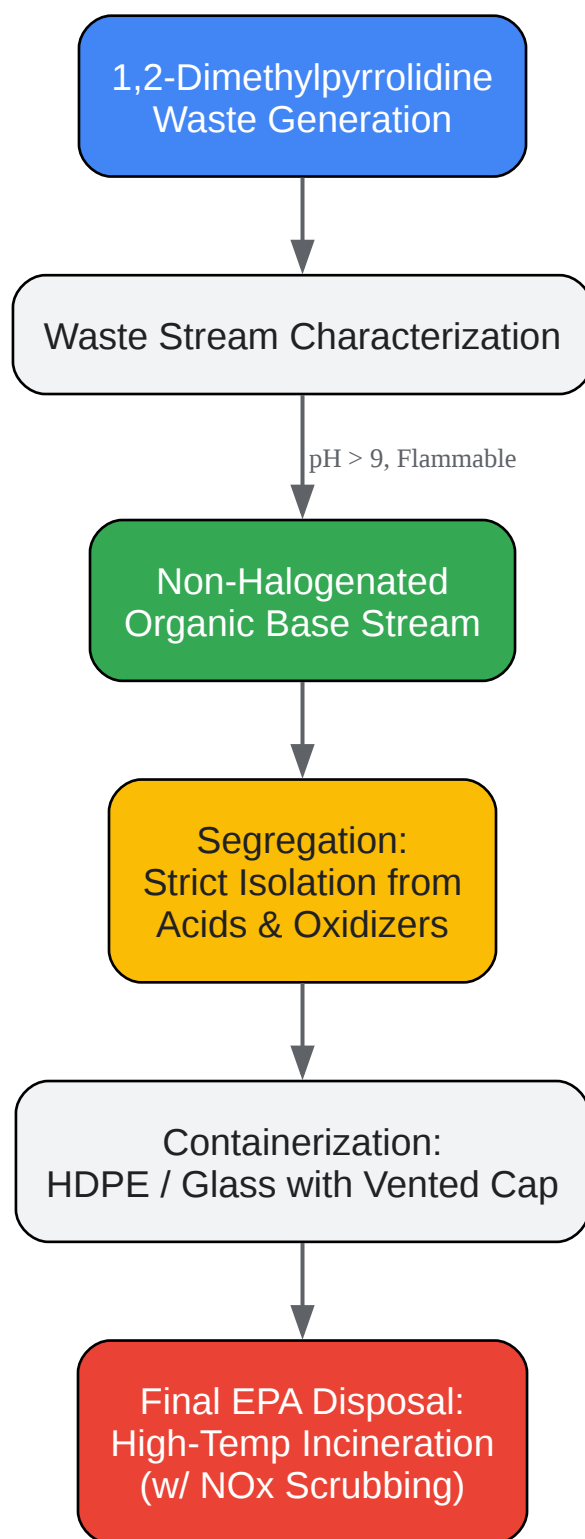 1,2-Dimethylpyrrolidine
Waste Generation
Waste Stream Characterization
pH > 9, Flammable
Non-Halogenated
Organic Base Stream
Segregation:
Strict Isolation from
Acids & Oxidizers
Containerization:
HDPE / Glass with Vented Cap
Final EPA Disposal:
High-Temp Incineration
(w/ NOx Scrubbing)